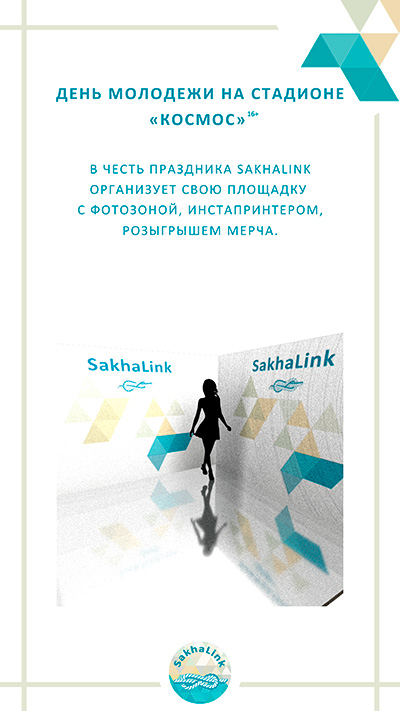 ДЕНЬ МОЛОДЕЖИ НА СТАДИОНЕ
«КОСМОС»16+
В ЧЕСТЬ ПРАЗДНИКА SAKHALINK
ОРГАНИЗУЕТ СВОЮ ПЛОЩАДКУ
С ФОТОЗОНОЙ, ИНСТАПРИНТЕРОМ,
РОЗЫГРЫШЕМ МЕРЧА.
SakhaLink
SakhaLink
SakhaLink